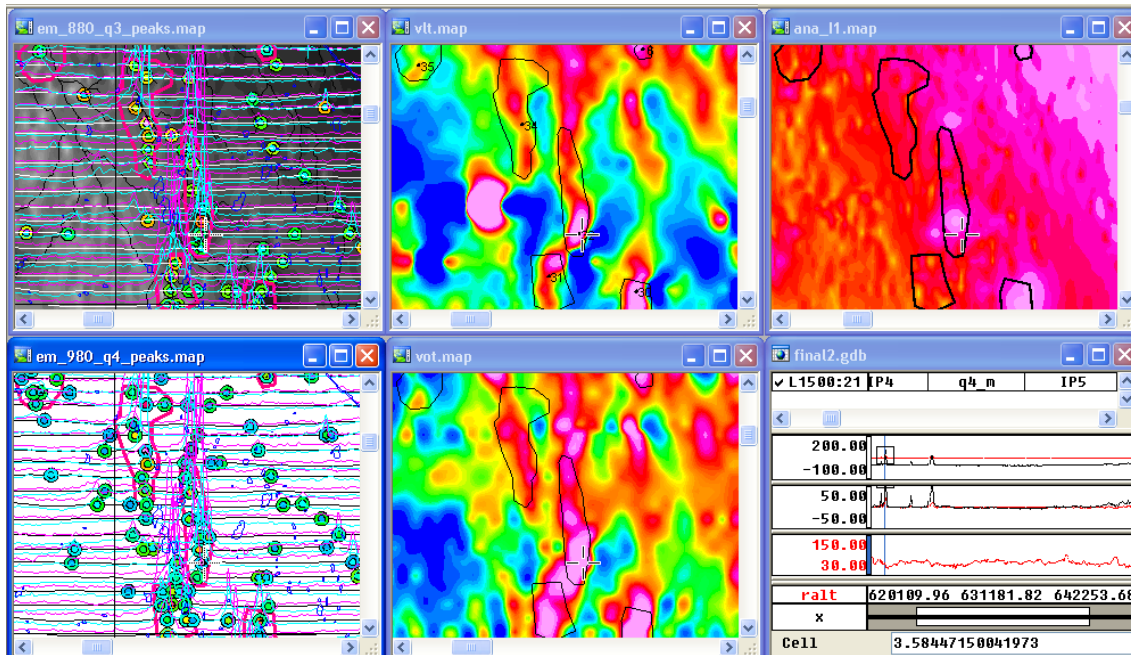 em_880_q3_peaks.map
vlt.map
ana_l1.map
35
6
34
31
30
em_980_q4_peaks.map
vot.map
final2.gdb
L1500:21 IP4 q4_m IP5
200.00
-100.00
50.00
-50.00
150.00
30.00
ralt 620109.96 631181.82 642253.68
x
Cell 3.58447150041973